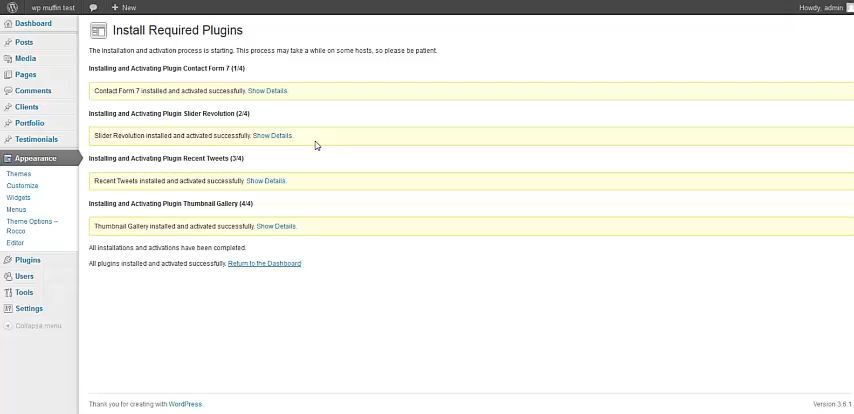 wp muffin test
New
Howdy, admin
Dashboard
Posts
Media
Pages
Comments
Clients
Portfolio
Testimonials
Appearance
Themes
Customize
Widgets
Menus
Theme Options --
Rocco
Editor
Plugins
Users
Tools
Settings
Collapse menu
Install Required Plugins
The installation and activation process is starting. This process may take a while on some hosts, so please be patient.
Installing and Activating Plugin Contact Form 7 (1/4)
Contact Form 7 installed and activated successfully. Show Details.
Installing and Activating Plugin Slider Revolution (2/4)
Slider Revolution installed and activated successfully. Show Details.
Installing and Activating Plugin Recent Tweets (3/4)
Recent Tweets installed and activated successfully. Show Details.
Installing and Activating Plugin Thumbnail Gallery (4/4)
Thumbnail Gallery installed and activated successfully. Show Details.
All installations and activations have been completed.
All plugins installed and activated successfully. Return to the Dashboard
Thank you for creating with WordPress.
Version 3.6.1